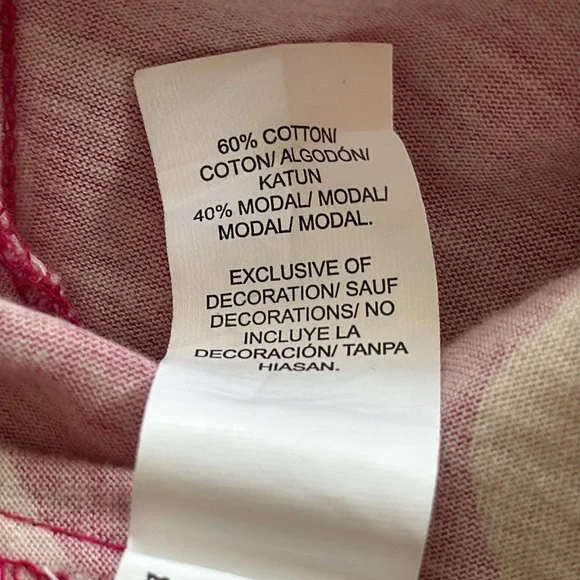 60% COTTON/
COTON/ ALGODÓN/
KATUN
40% MODAL/ MODAL/
MODAL/ MODAL.
EXCLUSIVE OF
DECORATION/ SAUF
DECORATIONS/ NO
INCLUYE LA
DECORACIÓN/ TANPA
HIASAN.